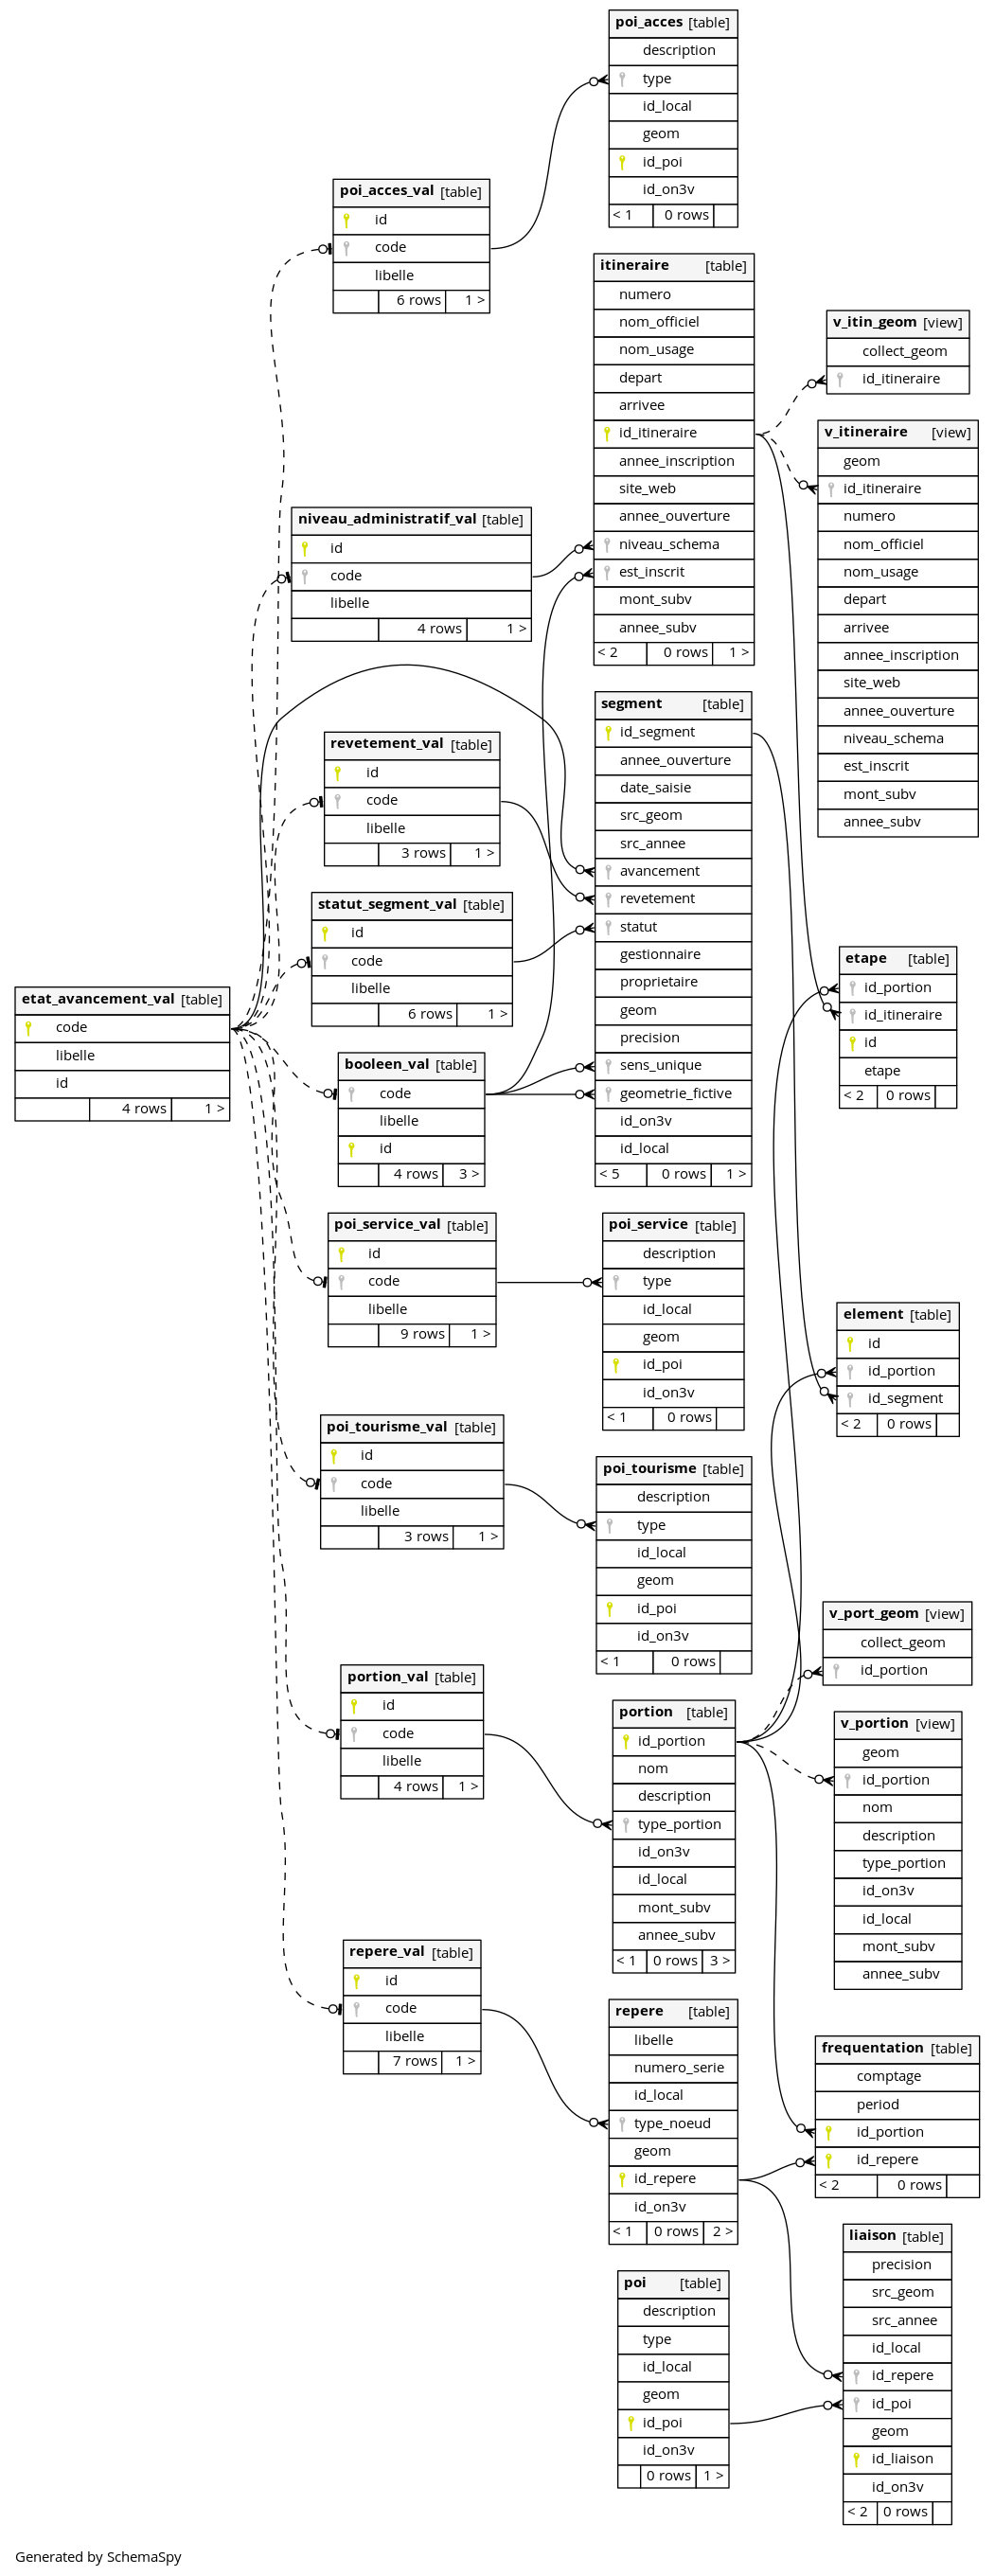 poi_acces [table]
description
type
id_local
geom
id_poi
id_on3v
< 1 0 rows
poi_acces_val [table]
id
code
libelle
6 rows 1 >
itineraire [table]
numero
nom_officiel
nom_usage
depart
arrivee
id_itineraire
annee_inscription
site_web
annee_ouverture
niveau_schema
est_inscrit
mont_subv
annee_subv
< 2 0 rows 1 >
v_itin_geom [view]
collect_geom
id_itineraire
v_itineraire [view]
geom
id_itineraire
numero
nom_officiel
nom_usage
depart
arrivee
annee_inscription
site_web
annee_ouverture
niveau_schema
est_inscrit
mont_subv
annee_subv
niveau_administratif_val [table]
id
code
libelle
4 rows 1 >
segment [table]
id_segment
annee_ouverture
date_saisie
src_geom
src_annee
avancement
revetement
statut
gestionnaire
proprietaire
geom
precision
sens_unique
geometrie_fictive
id_on3v
id_local
< 5 0 rows 1 >
revetement_val [table]
id
code
libelle
3 rows 1 >
statut_segment_val [table]
id
code
libelle
6 rows 1 >
etape [table]
id_portion
id_itineraire
id
etape
< 2 0 rows
etat_avancement_val [table]
code
libelle
id
4 rows 1 >
booleen_val [table]
code
libelle
id
4 rows 3 >
poi_service_val [table]
id
code
libelle
9 rows 1 >
poi_service [table]
description
type
id_local
geom
id_poi
id_on3v
< 1 0 rows
element [table]
id
id_portion
id_segment
< 2 0 rows
poi_tourisme_val [table]
id
code
libelle
3 rows 1 >
poi_tourisme [table]
description
type
id_local
geom
id_poi
id_on3v
< 1 0 rows
v_port_geom [view]
collect_geom
id_portion
portion_val [table]
id
code
libelle
4 rows 1 >
portion [table]
id_portion
nom
description
type_portion
id_on3v
id_local
mont_subv
annee_subv
< 1 0 rows 3 >
v_portion [view]
geom
id_portion
nom
description
type_portion
id_on3v
id_local
mont_subv
annee_subv
repere_val [table]
id
code
libelle
7 rows 1 >
repere [table]
libelle
numero_serie
id_local
type_noeud
geom
id_repere
id_on3v
< 1 0 rows 2 >
frequentation [table]
comptage
period
id_portion
id_repere
< 2 0 rows
liaison [table]
precision
src_geom
src_annee
id_local
id_repere
id_poi
geom
id_liaison
id_on3v
< 2 0 rows
poi [table]
description
type
id_local
geom
id_poi
id_on3v
0 rows 1 >
Generated by SchemaSpy